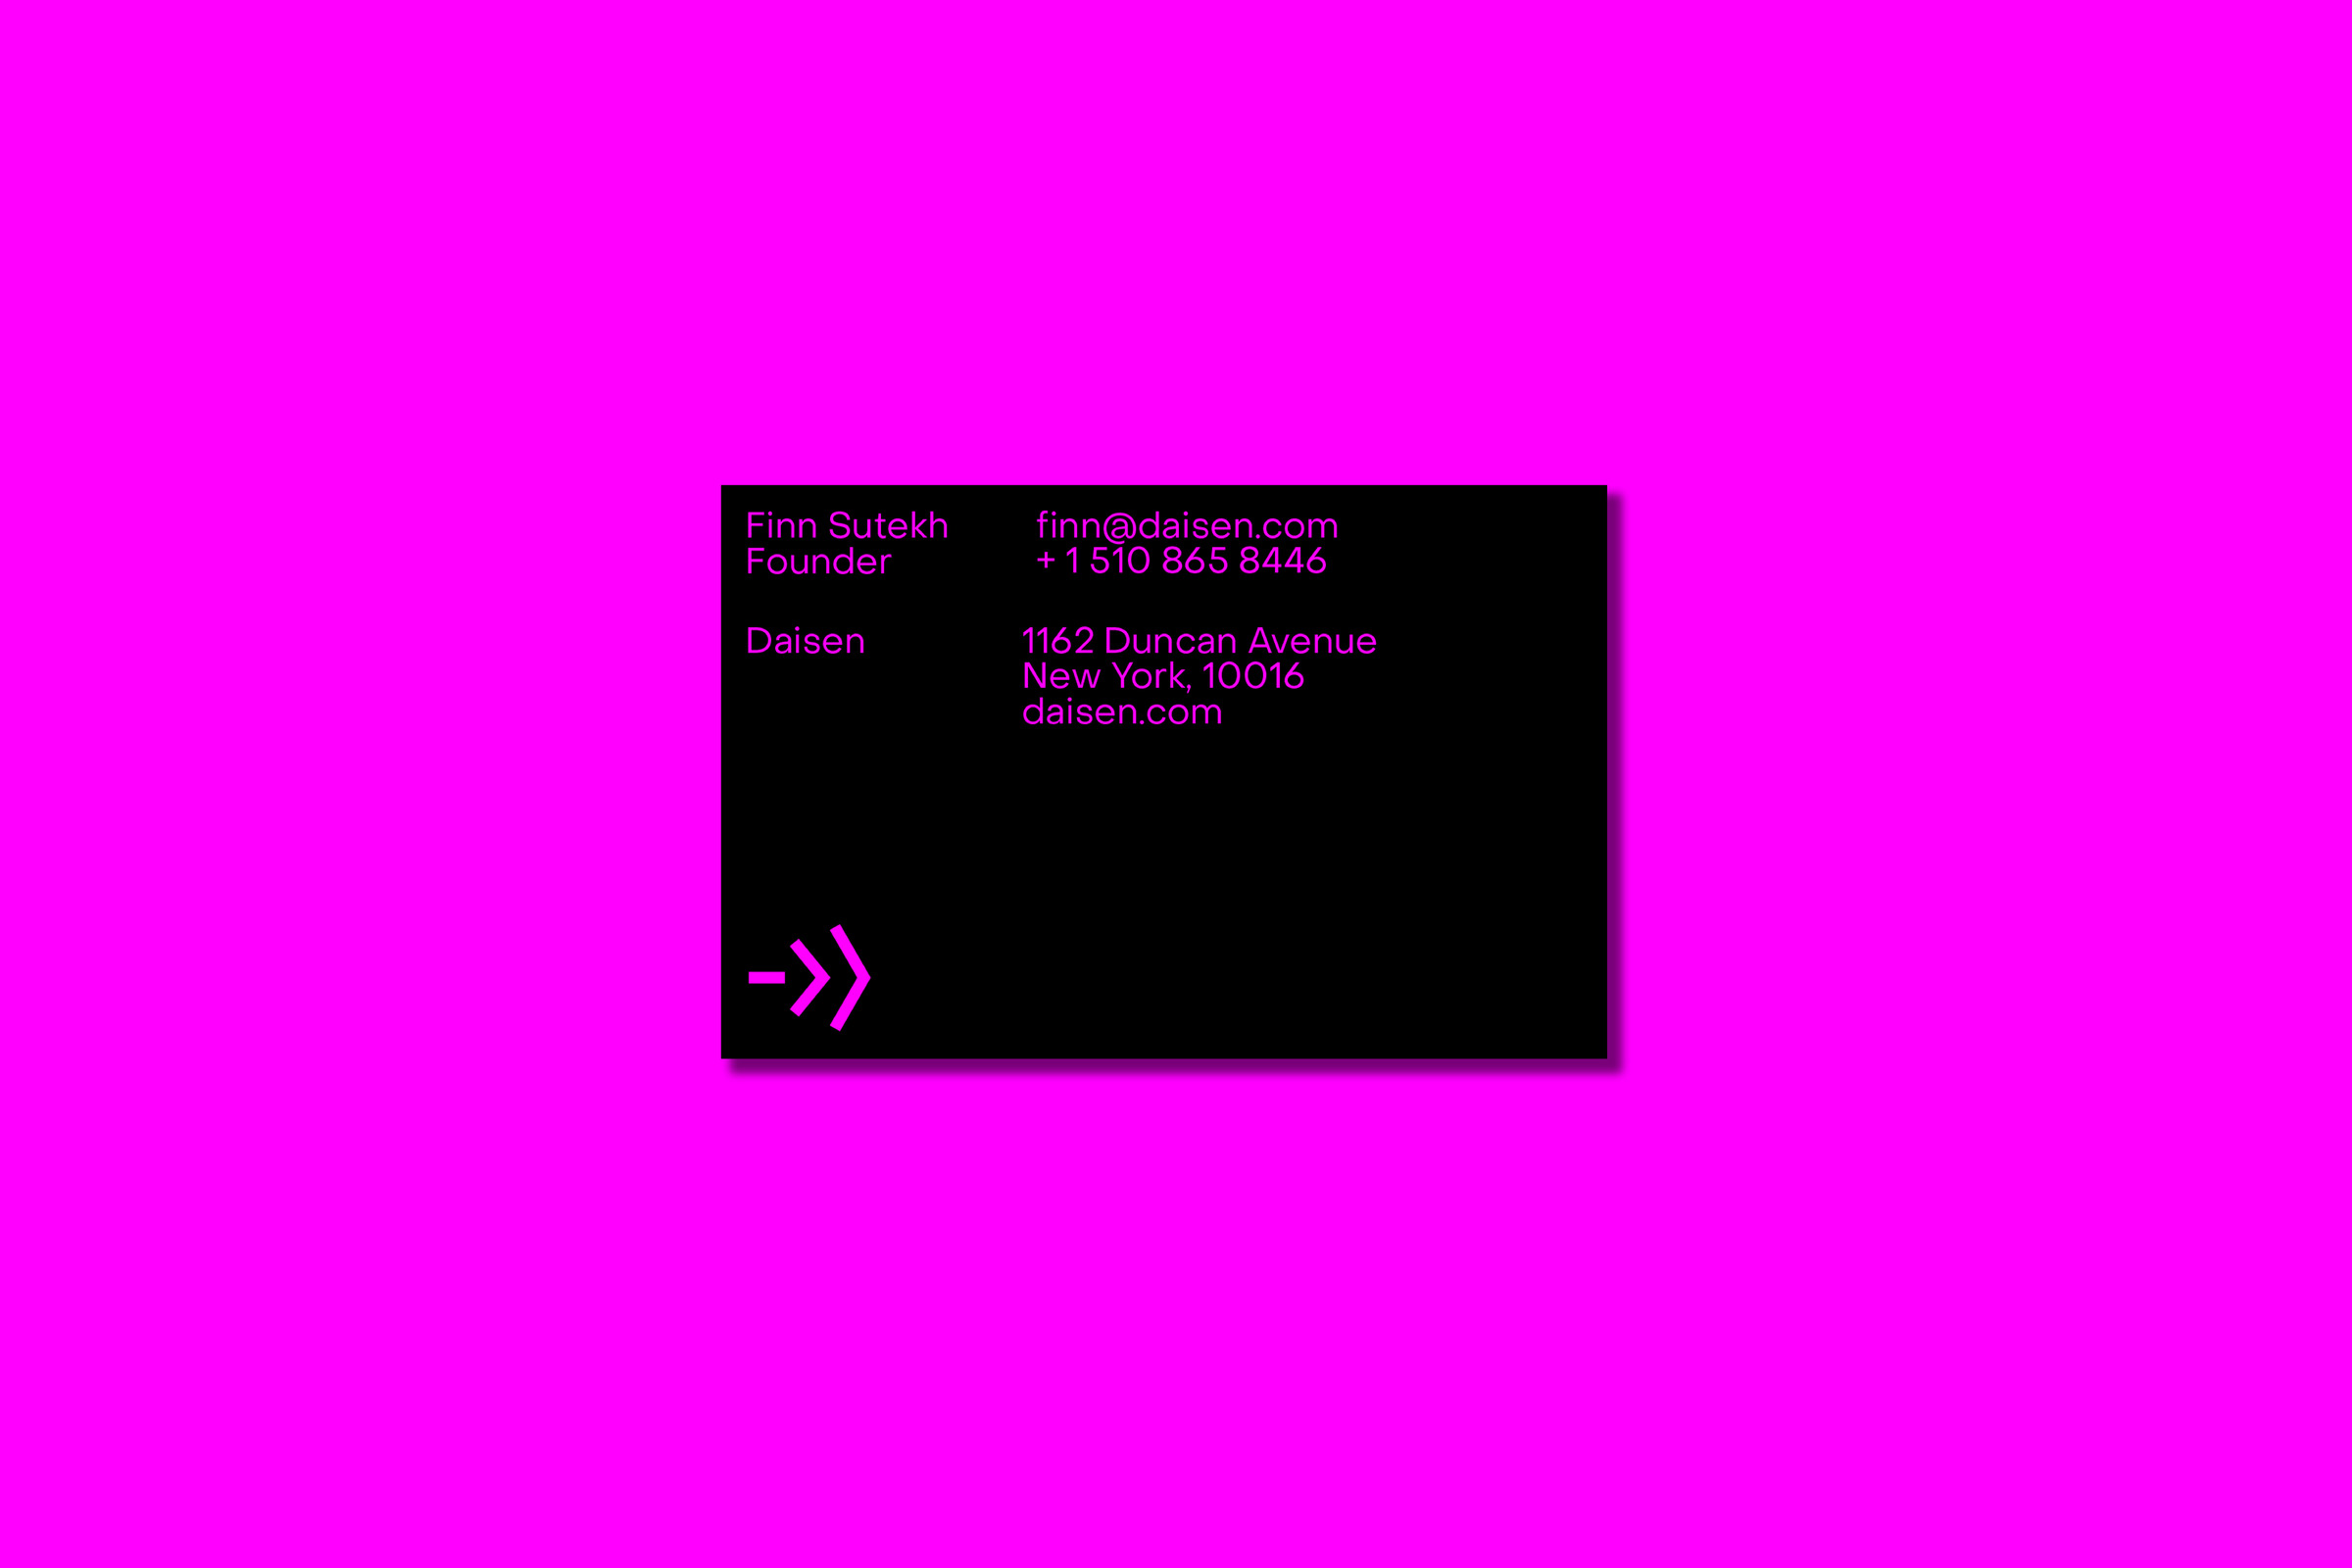 Finn Sutekh
Founder
finn@daisen.com
+ 1 510 865 8446
Daisen
1162 Duncan Avenue
New York, 10016
daisen.com